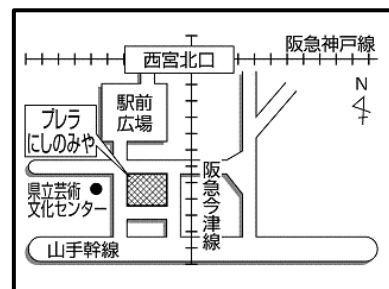 阪急神戸線
西宮北口
N
駅前
広場
プレラ
にしのみや
県立芸術
文化センター
阪急今津線
山手幹線